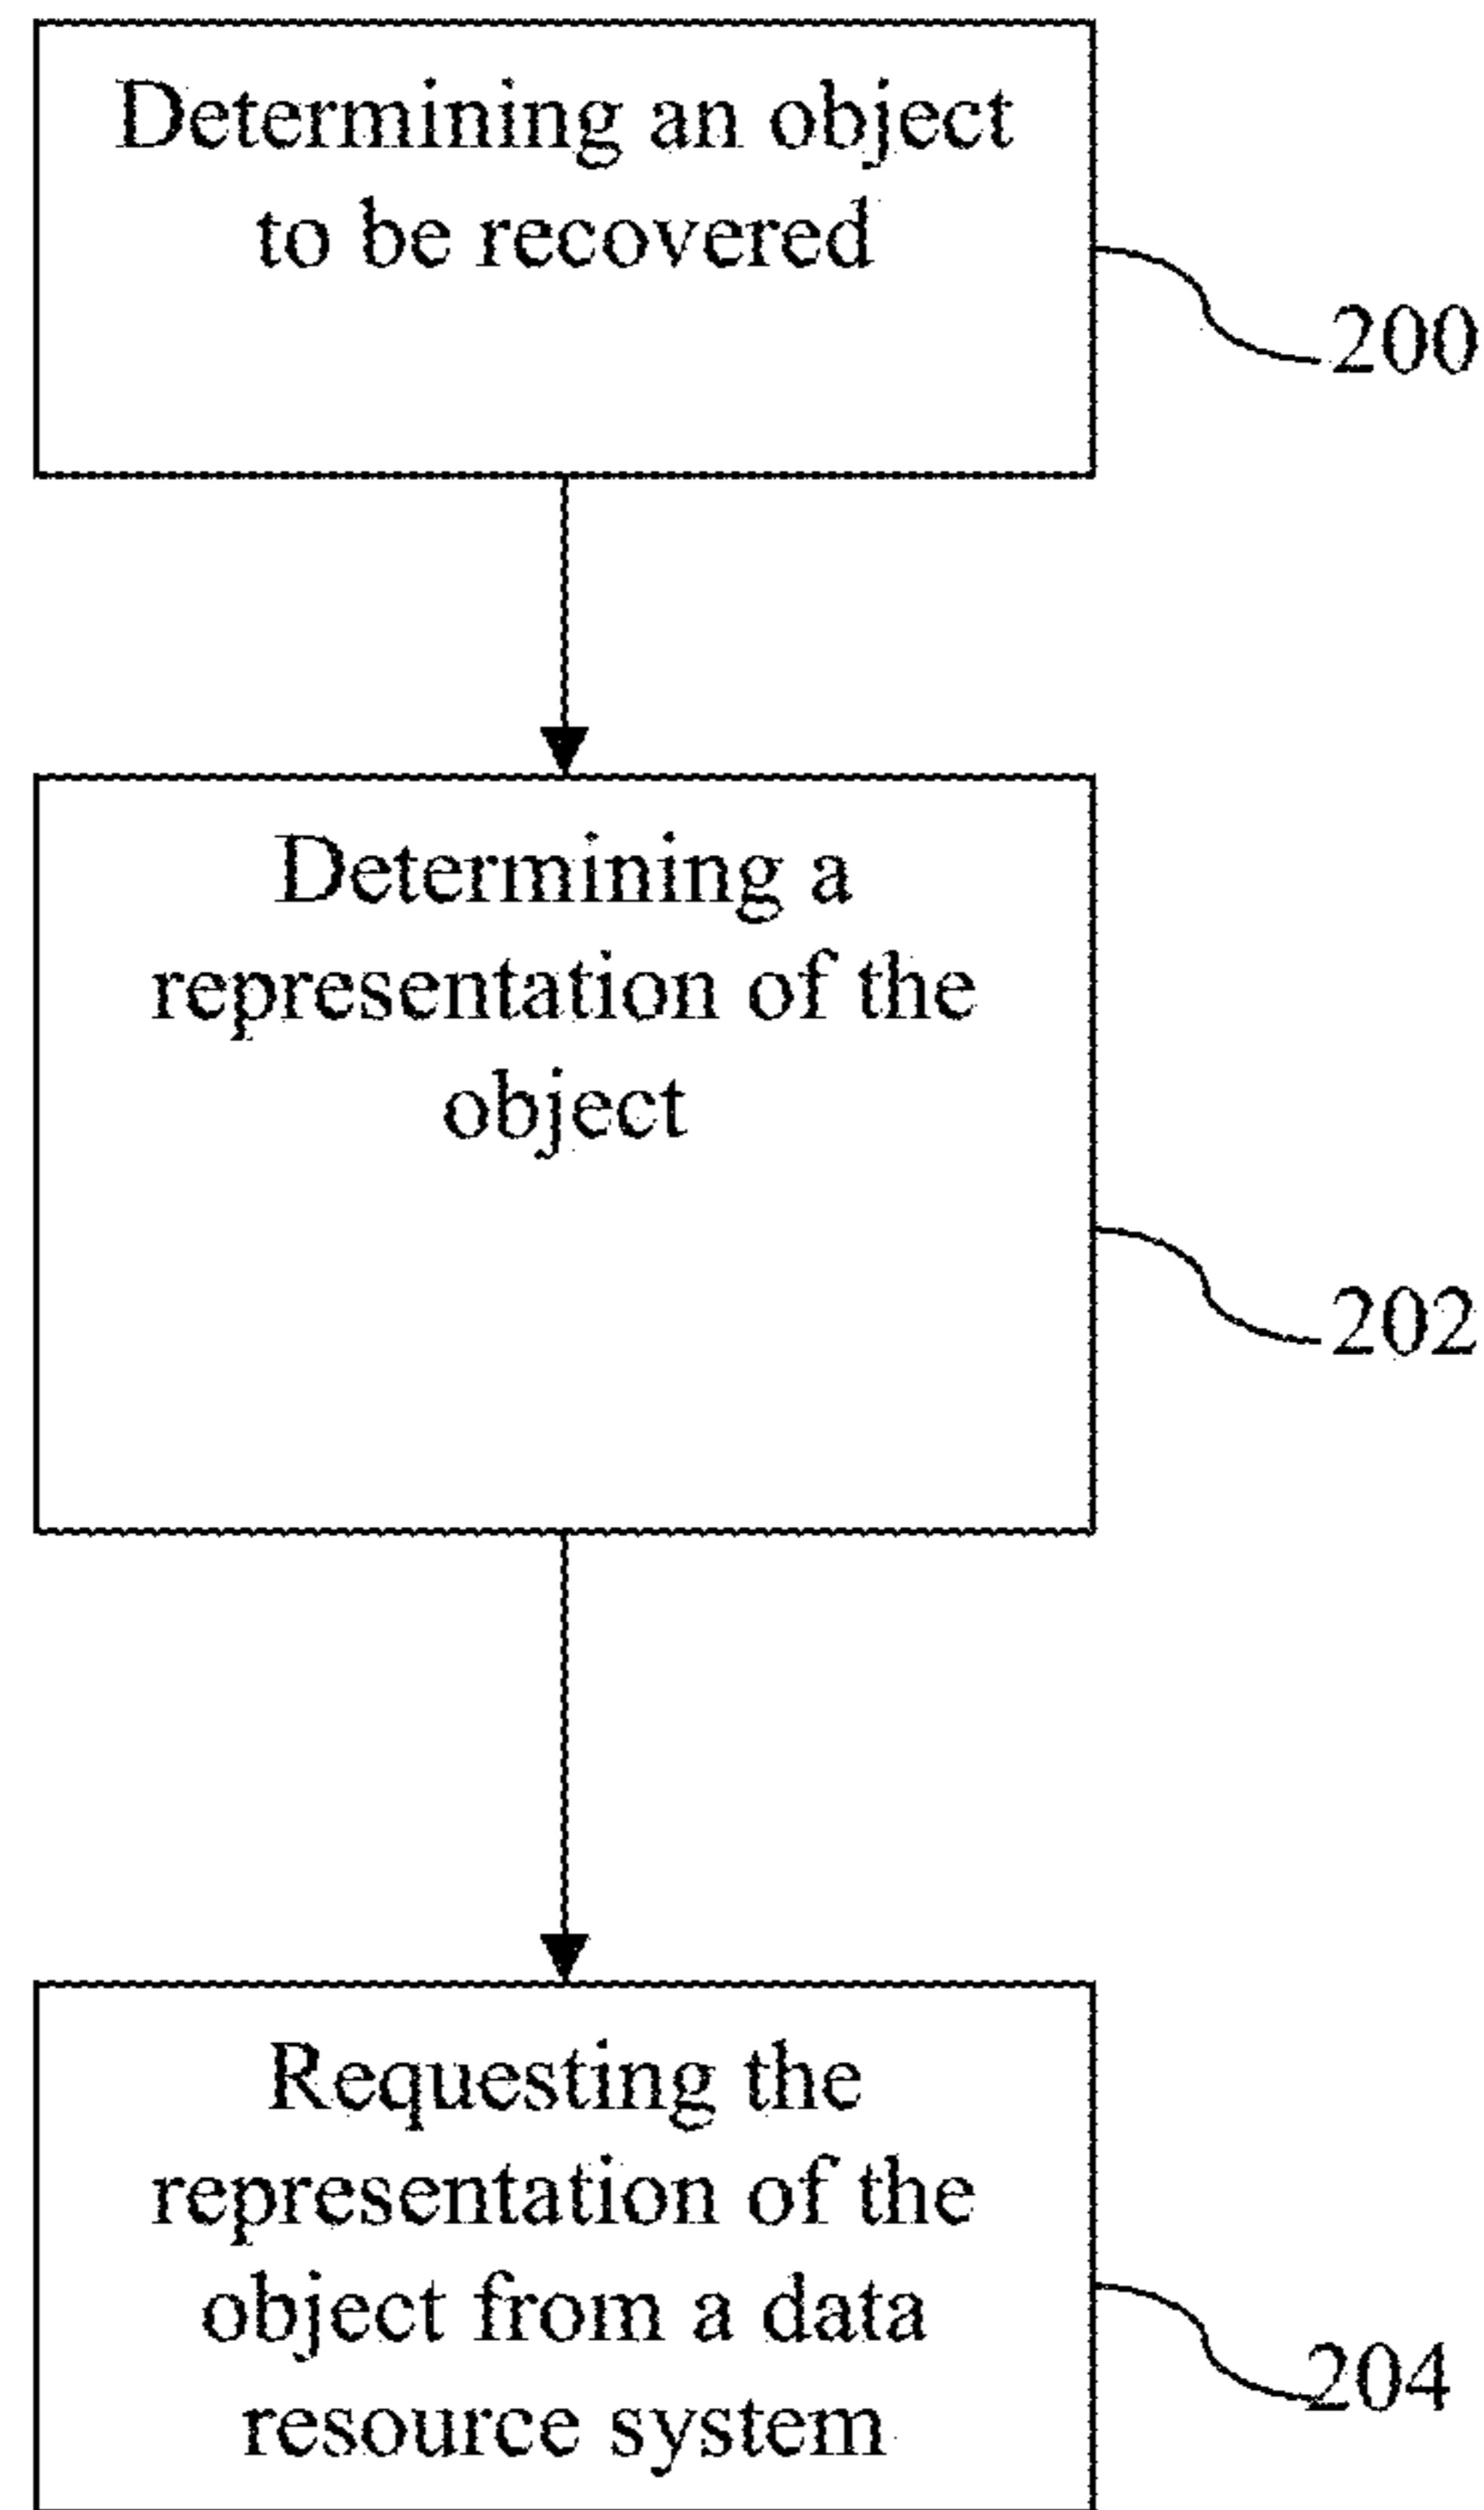 Determining an object
to be recovered
200
Determining a
representation of the
object
202
Requesting the
representation of the
object from a data
resource system
204